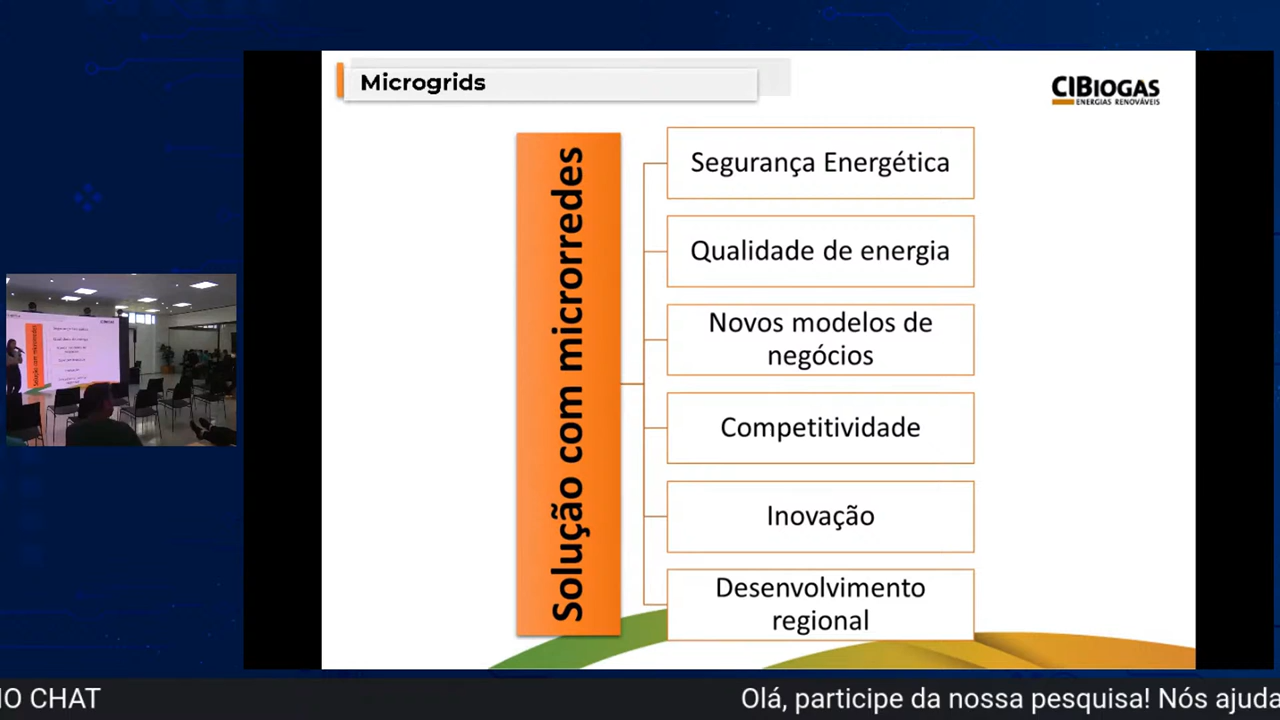 Microgrids
CIBIOGAS
ENERGIAS RENOVÁVEIS
Solução com microrredes
Segurança Energética
Qualidade de energia
Novos modelos de
negócios
Competitividade
Inovação
Desenvolvimento
regional
IO CHAT
Olá, participe da nossa pesquisa! Nós ajuda